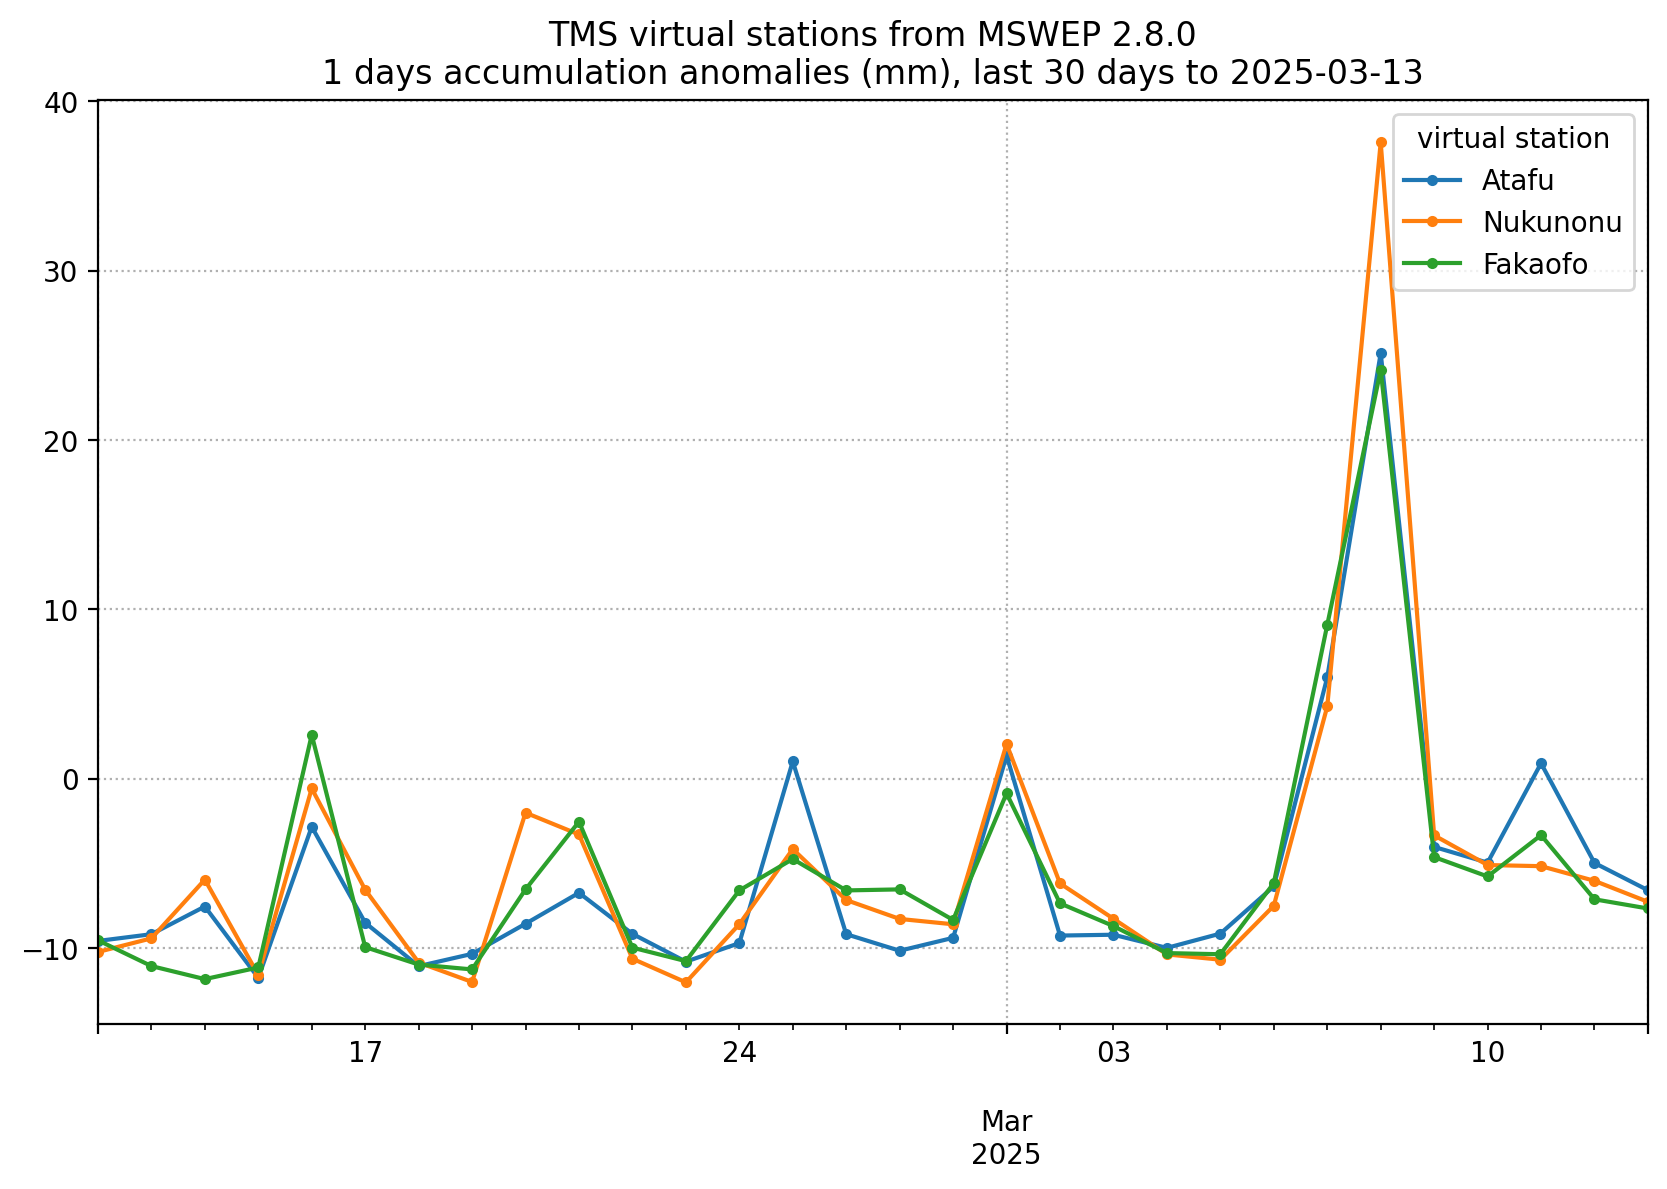 TMS virtual stations from MSWEP 2.8.0
1 days accumulation anomalies (mm), last 30 days to 2025-03-13
40
30
20
10
0
−10
virtual station
Atafu
Nukunonu
Fakaofo
17
24
03
10
Mar
2025